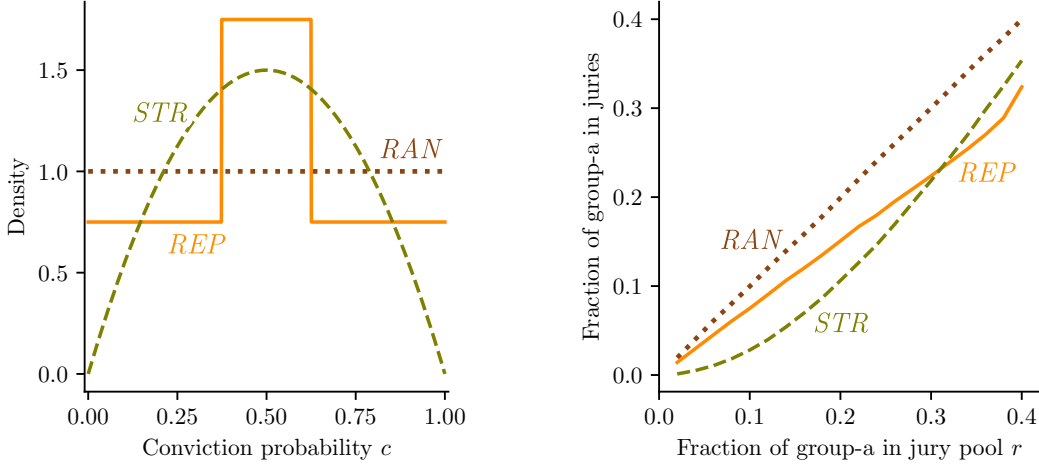 Density
1.5
1.0
0.5
0.0
STR
RAN
REP
0.00 0.25 0.50 0.75 1.00
Conviction probability c
Fraction of group-a in juries
0.4
0.3
0.2
0.1
0.0
RAN
REP
STR
0.0 0.1 0.2 0.3 0.4
Fraction of group-a in jury pool r